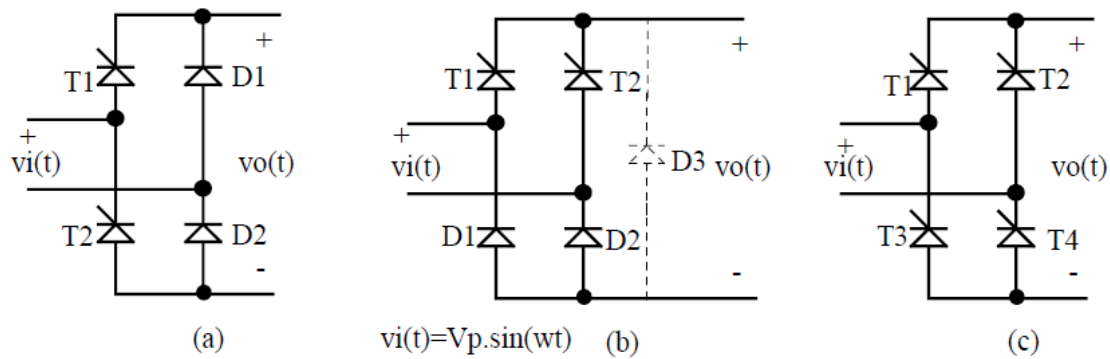 +
T1
D1
+
vi(t)
vo(t)
T2
D2
-
(a)
+
T1
T2
+
vi(t)
D3
vo(t)
D1
D2
-
vi(t)=Vp.sin(wt)
(b)
+
T1
T2
+
vi(t)
vo(t)
T3
T4
-
(c)